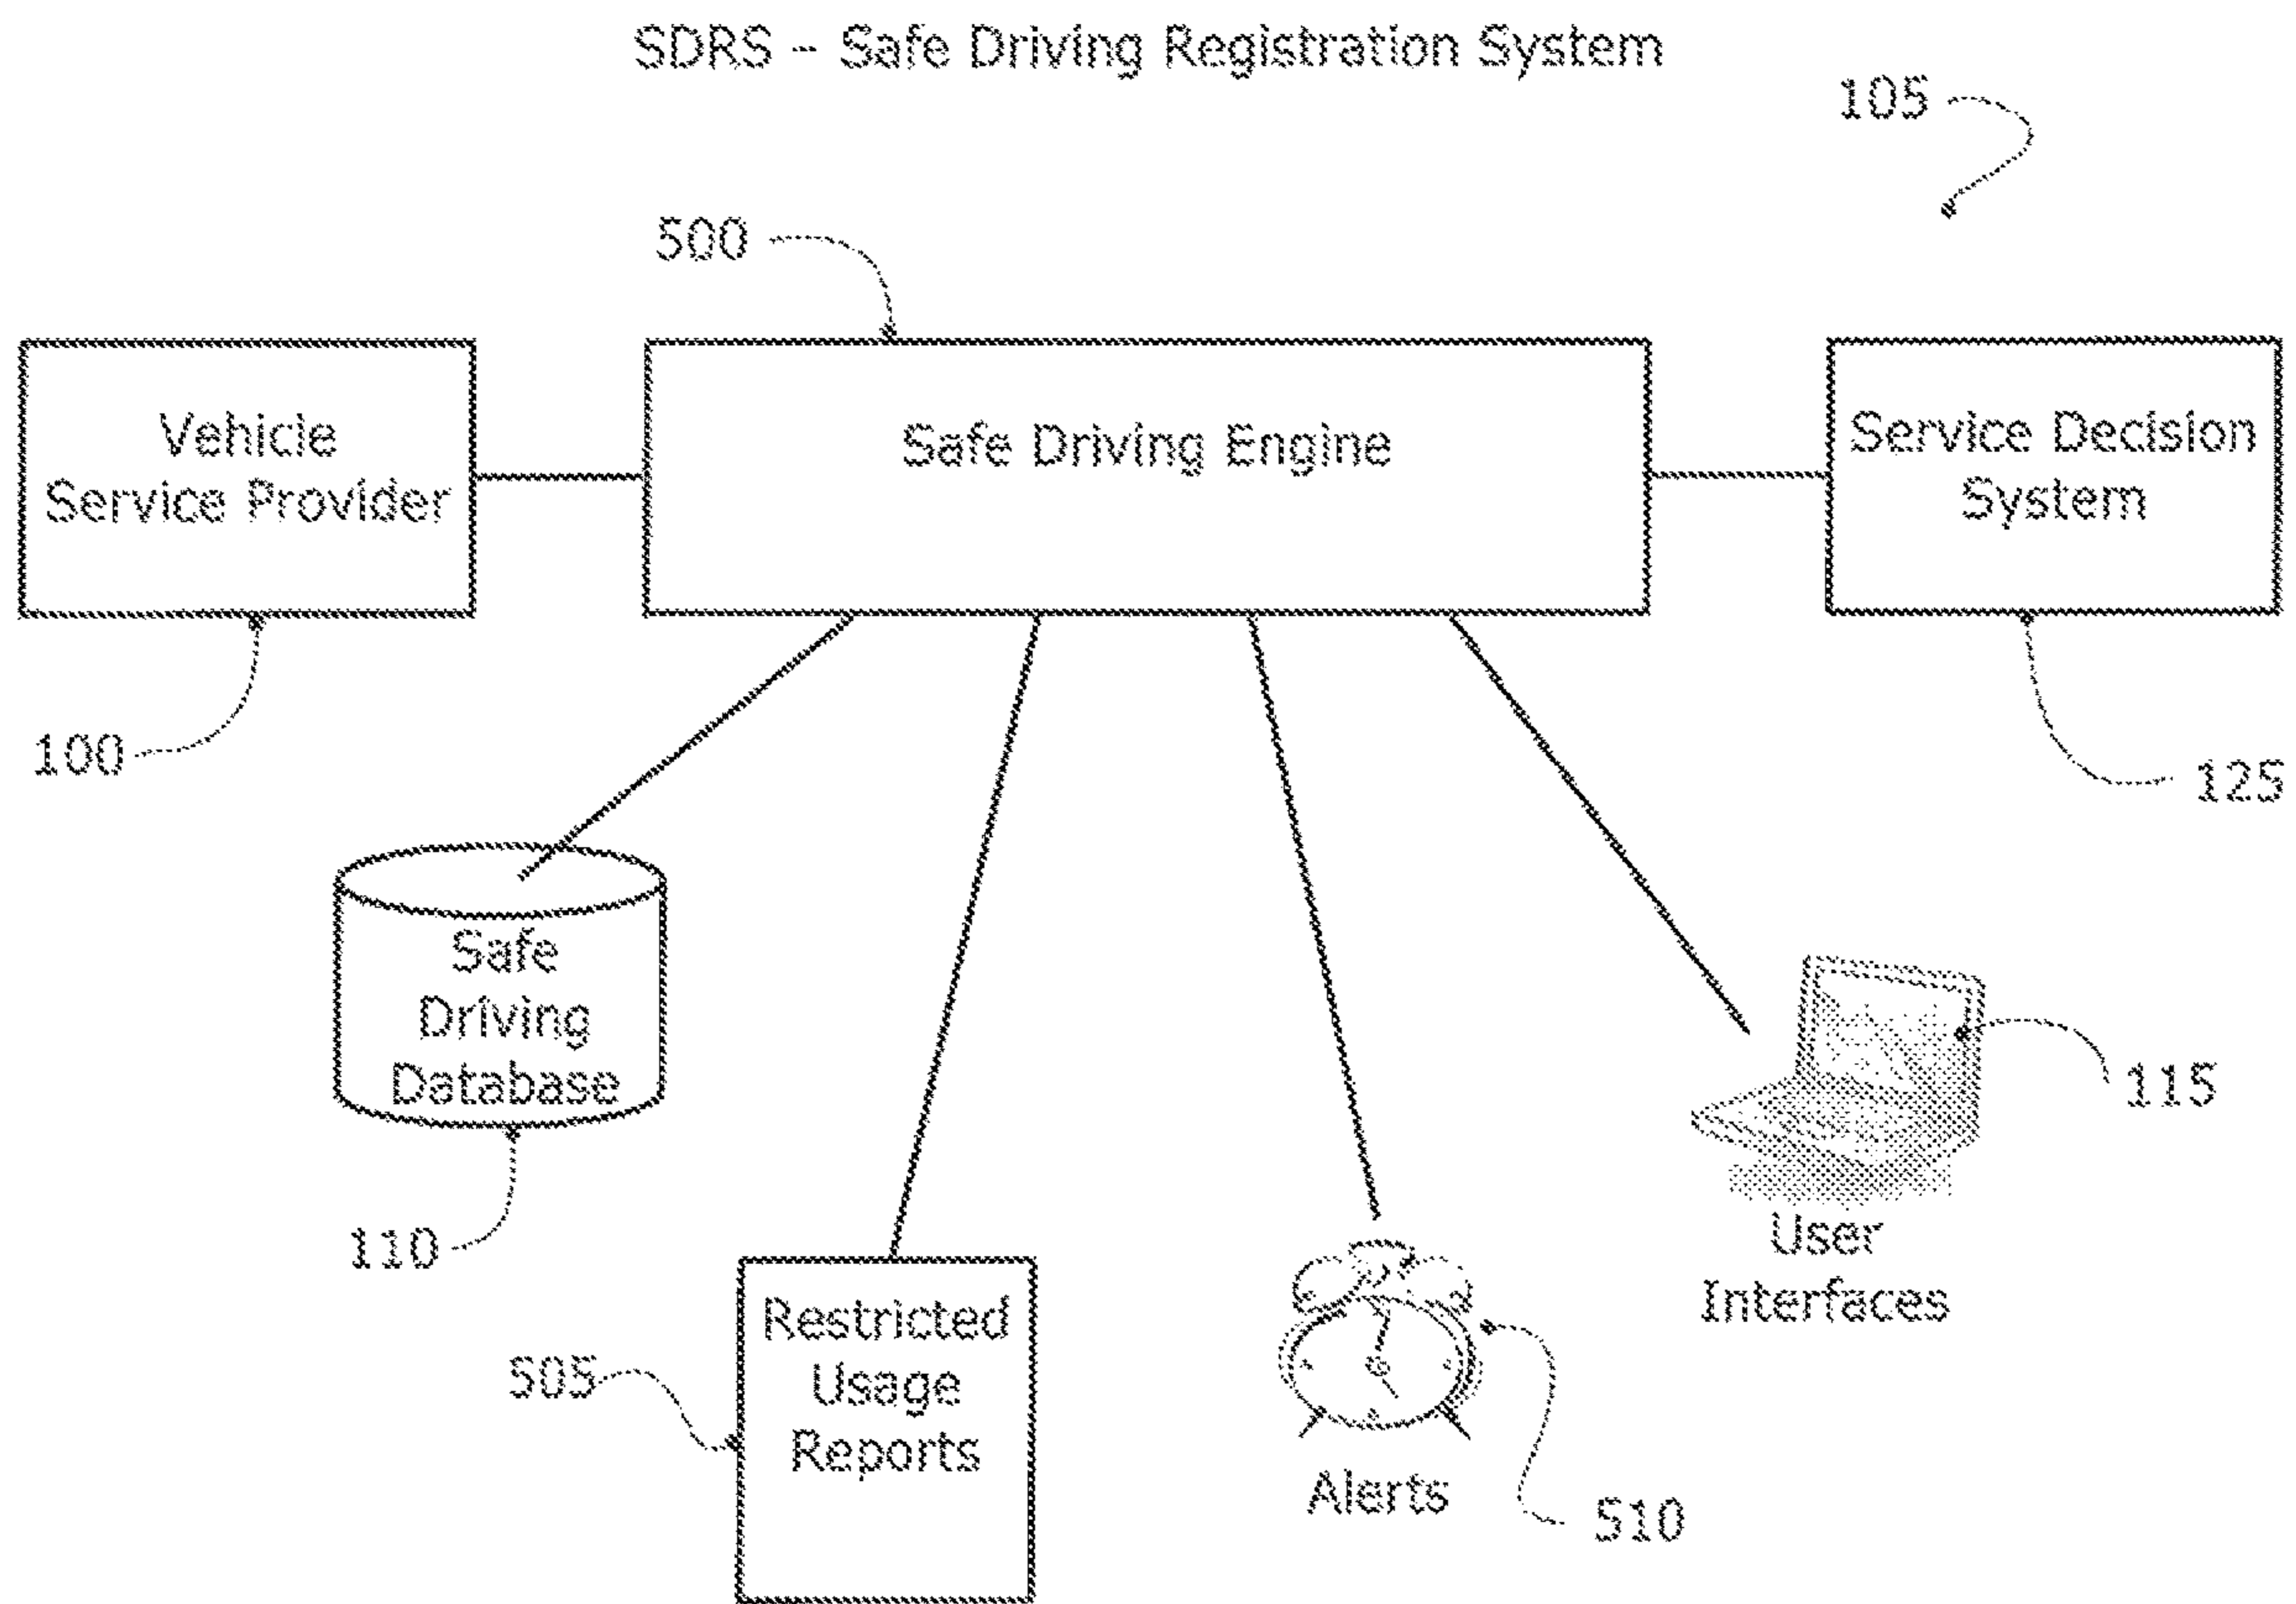 SDRS - Safe Driving Registration System
105
500
Vehicle
Service Provider
Safe Driving Engine
Service Decision
System
100
125
Safe
Driving
Database
115
110
User
Interfaces
Restricted
Usage
Reports
505
Alerts
510